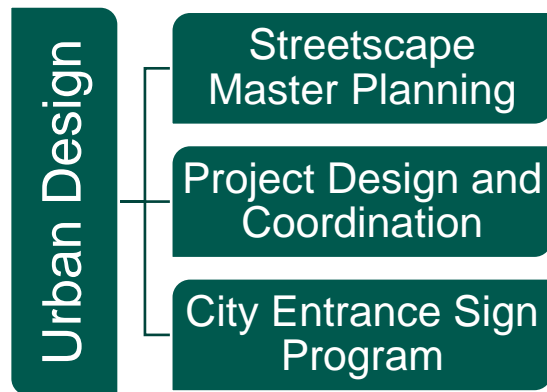 Urban Design
Streetscape
Master Planning
Project Design and
Coordination
City Entrance Sign
Program